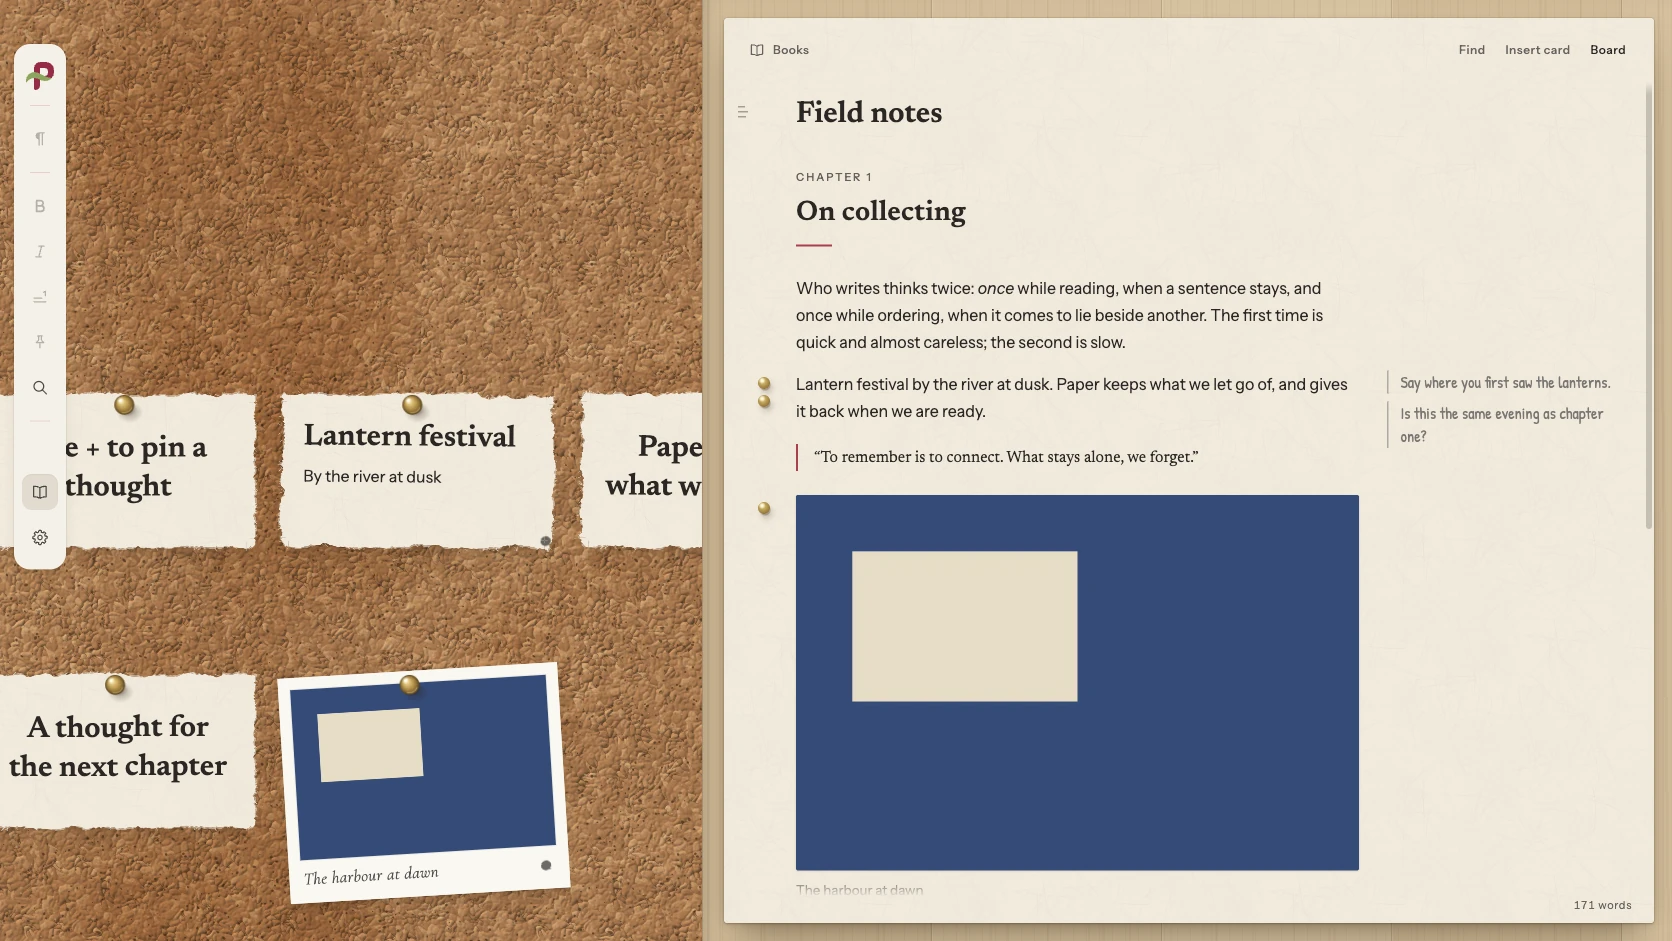 e + to pin a
thought
Lantern festival
By the river at dusk
Pape
what w
A thought for
the next chapter
The harbour at dawn
Books
Find
Insert card
Board
Field notes
CHAPTER 1
On collecting
Who writes thinks twice: once while reading, when a sentence stays, and
once while ordering, when it comes to lie beside another. The first time is
quick and almost careless; the second is slow.
Lantern festival by the river at dusk. Paper keeps what we let go of, and gives
it back when we are ready.
Say where you first saw the lanterns.
Is this the same evening as chapter
one?
“To remember is to connect. What stays alone, we forget.”
The harbour at dawn
171 words